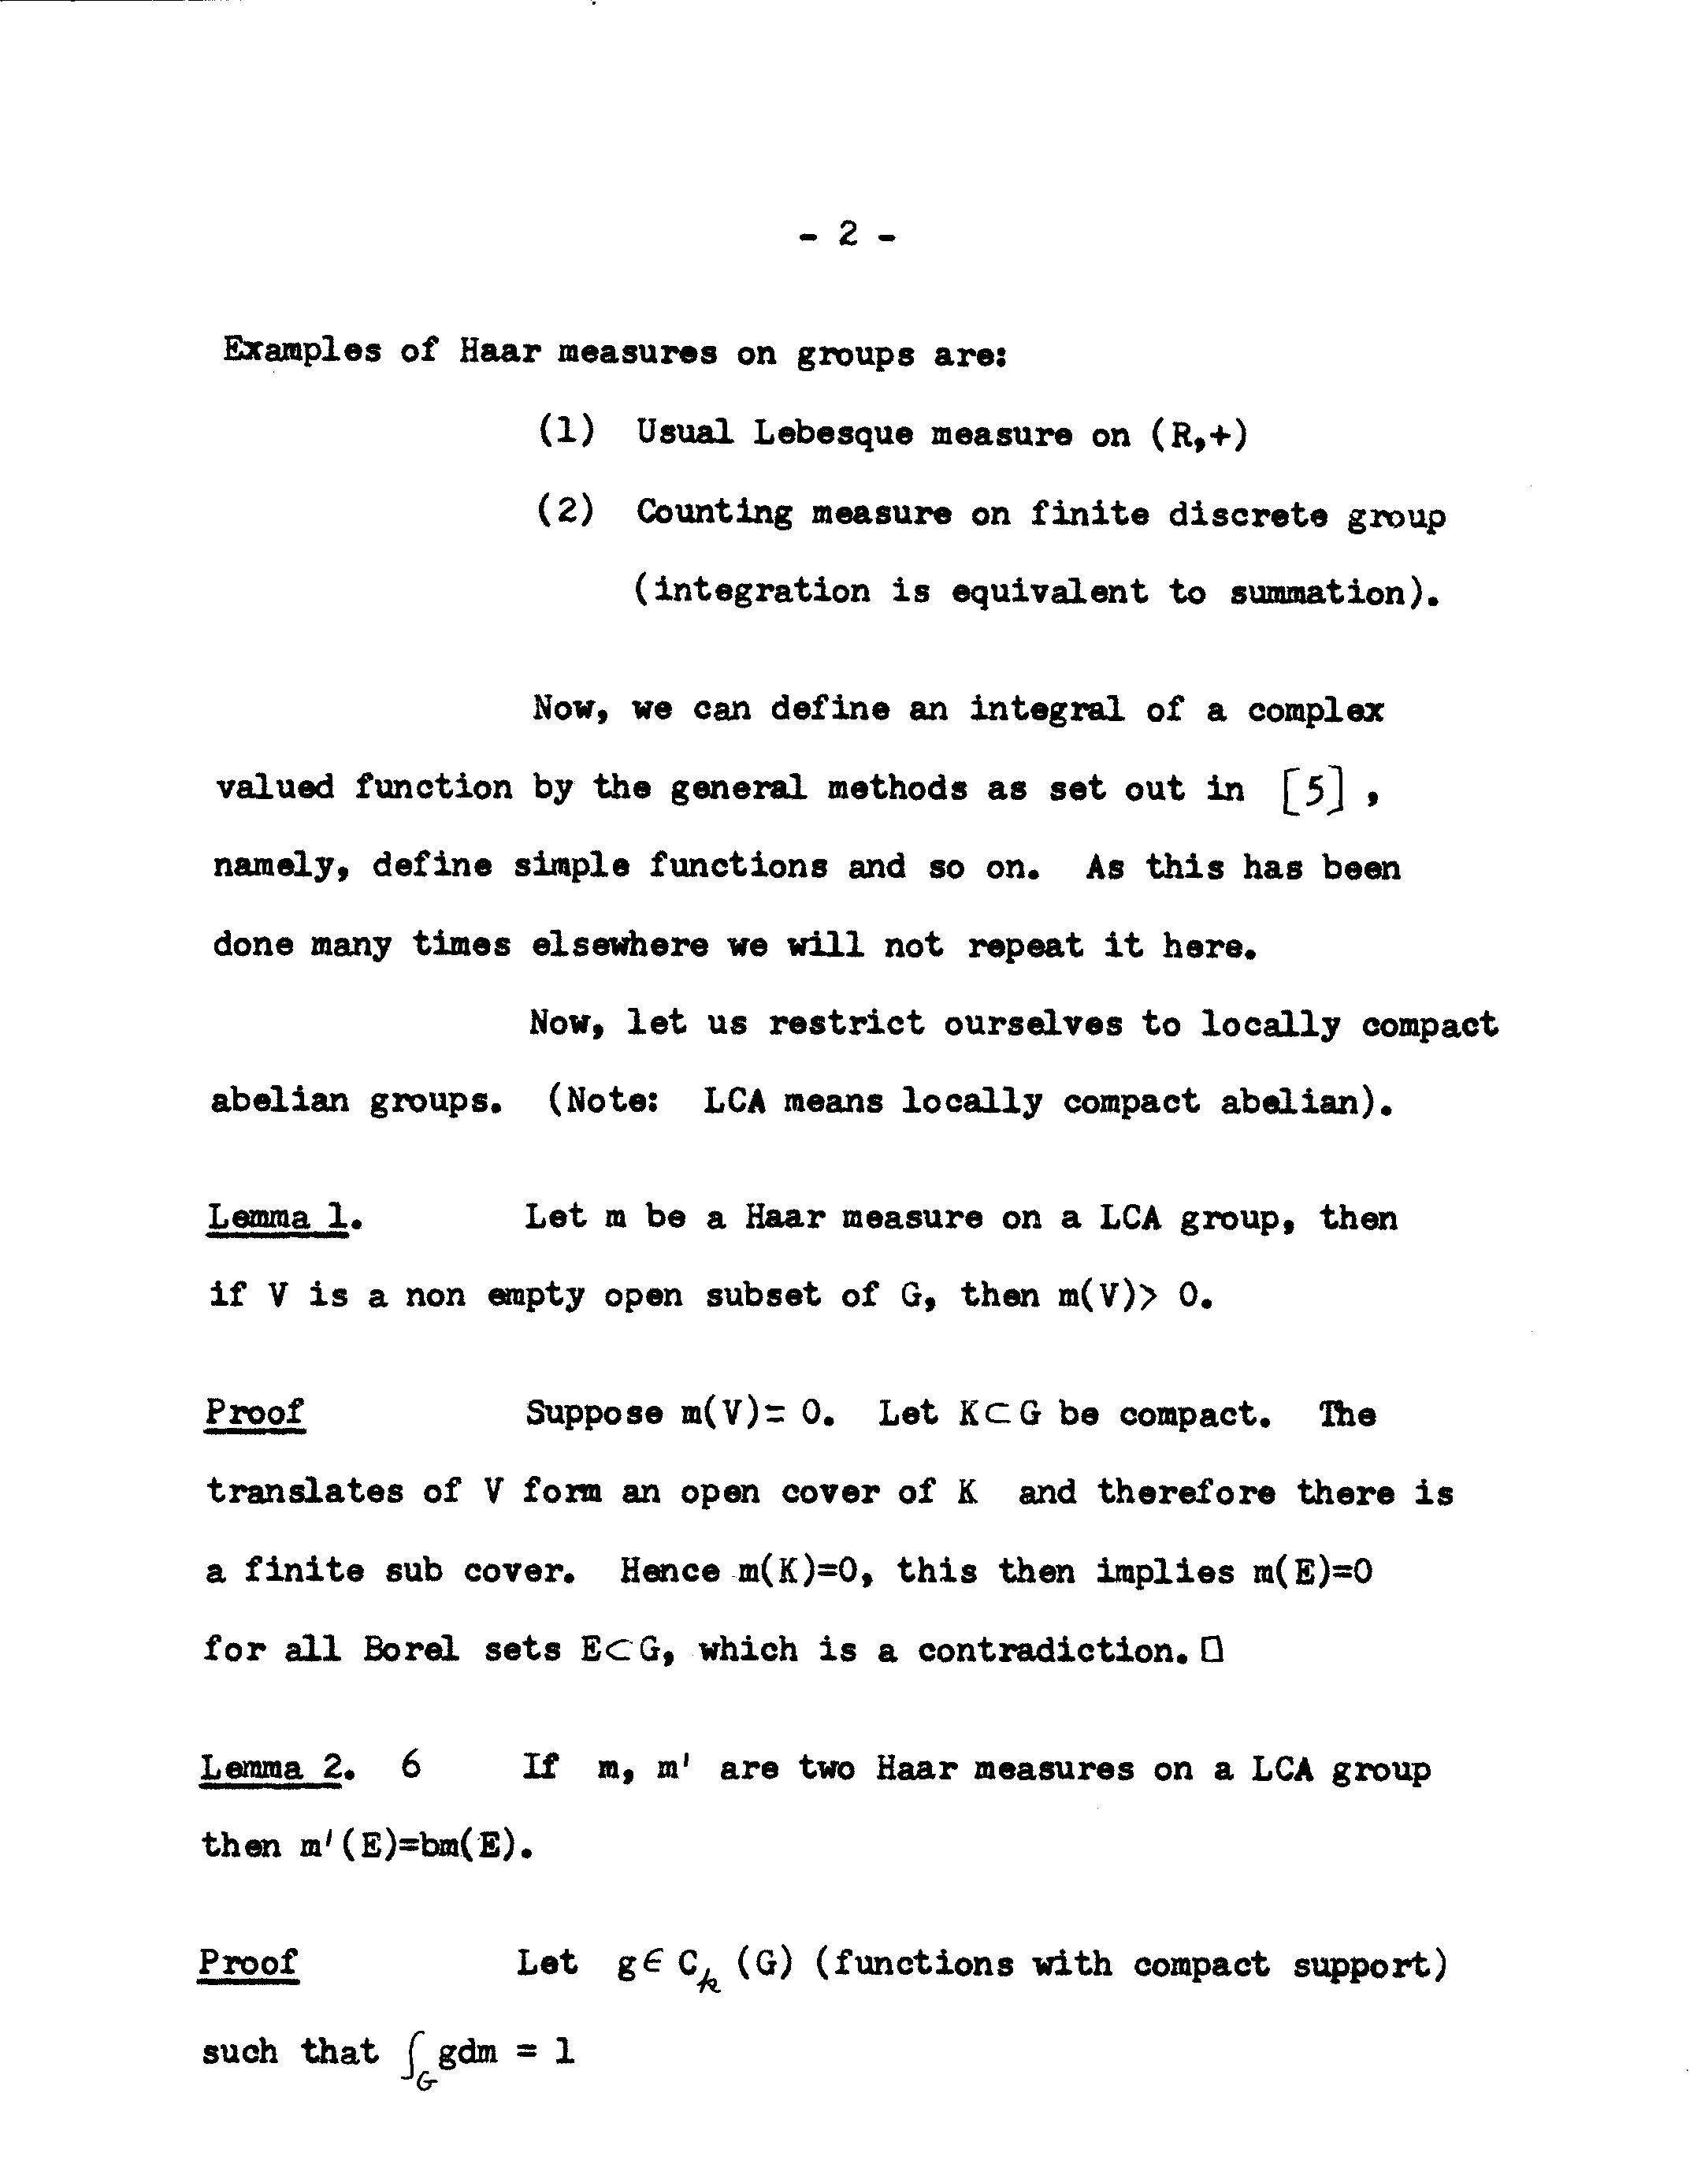 - 2 -
Examples of Haar measures on groups are:
(1) Usual Lebesque measure on (R,+)
(2) Counting measure on finite discrete group
(integration is equivalent to summation).
Now, we can define an integral of a complex
valued function by the general methods as set out in [5] ,
namely, define simple functions and so on. As this has been
done many times elsewhere we will not repeat it here.
Now, let us restrict ourselves to locally compact
abelian groups. (Note: LCA means locally compact abelian).
Lemma 1. Let m be a Haar measure on a LCA group, then
if V is a non empty open subset of G, then m(V)> 0.
Proof Suppose m(V)= 0. Let K⊂G be compact. The
translates of V form an open cover of K and therefore there is
a finite sub cover. Hence m(K)=0, this then implies m(E)=0
for all Borel sets E⊂G, which is a contradiction. □
Lemma 2. 6 If m, m' are two Haar measures on a LCA group
then m'(E)=bm(E).
Proof Let g∈ C_k (G) (functions with compact support)
such that ∫_G gdm = 1